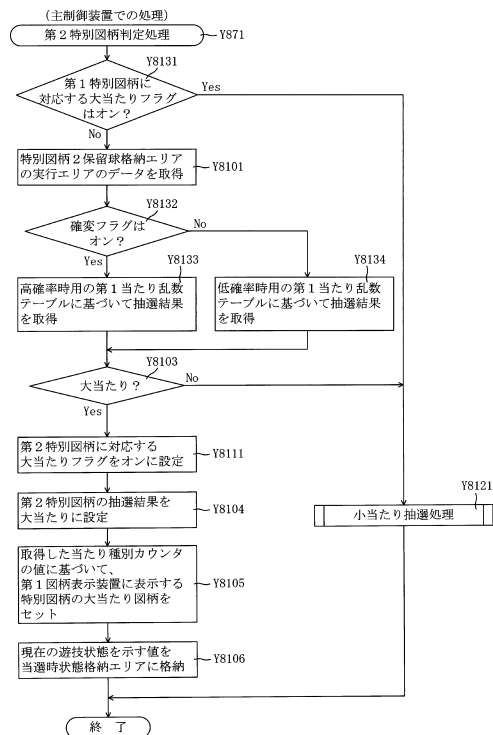 (主制御装置での処理)
第2特別図柄判定処理
Y871
Y8131
第1特別図柄に
対応する大当たりフラグ
はオン?
Yes
No
特別図柄2保留球格納エリア
の実行エリアのデータを取得
Y8101
Y8132
確変フラグは
オン?
No
Yes
Y8133
高確率時用の第1当たり乱数
テーブルに基づいて抽選結果
を取得
Y8134
低確率時用の第1当たり乱数
テーブルに基づいて抽選結果
を取得
Y8103
大当たり?
No
Yes
第2特別図柄に対応する
大当たりフラグをオンに設定
Y8111
第2特別図柄の抽選結果を
大当たりに設定
Y8104
Y8121
小当たり抽選処理
取得した当たり種別カウンタ
の値に基づいて、
第1図柄表示装置に表示する
特別図柄の大当たり図柄を
セット
Y8105
現在の遊技状態を示す値を
当選時状態格納エリアに格納
Y8106
終 了